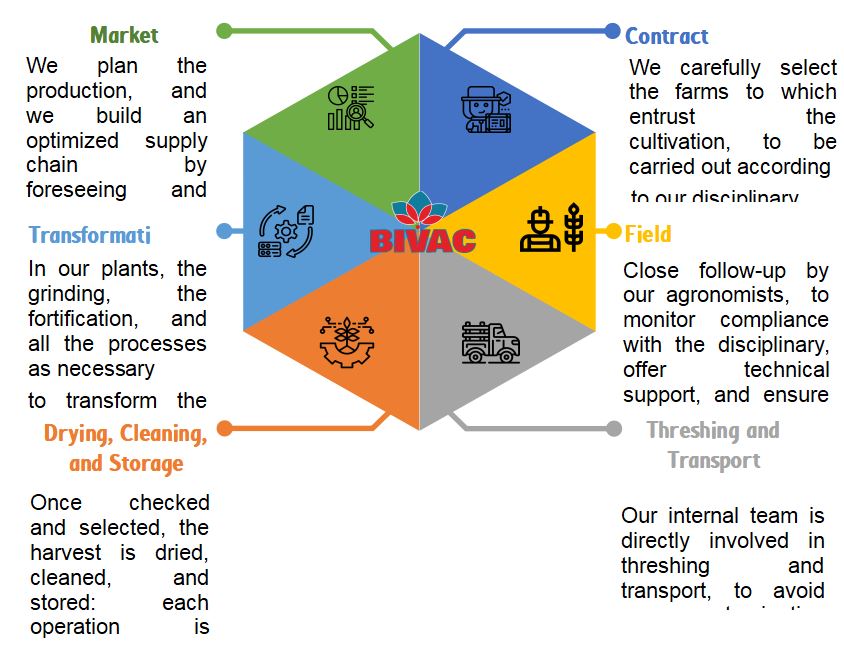 Market
We plan the
production, and
we build an
optimized supply
chain by
foreseeing and
Contract
We carefully select
the farms to which
entrust the
cultivation, to be
carried out according
to our disciplinary
Transformati
In our plants, the
grinding, the
fortification, and
all the processes
as necessary
to transform the
BIVAC
Field
Close follow-up by
our agronomists, to
monitor compliance
with the disciplinary,
offer technical
support, and ensure
Drying, Cleaning,
and Storage
Once checked
and selected, the
harvest is dried,
cleaned, and
stored: each
operation is
Threshing and
Transport
Our internal team is
directly involved in
threshing and
transport, to avoid